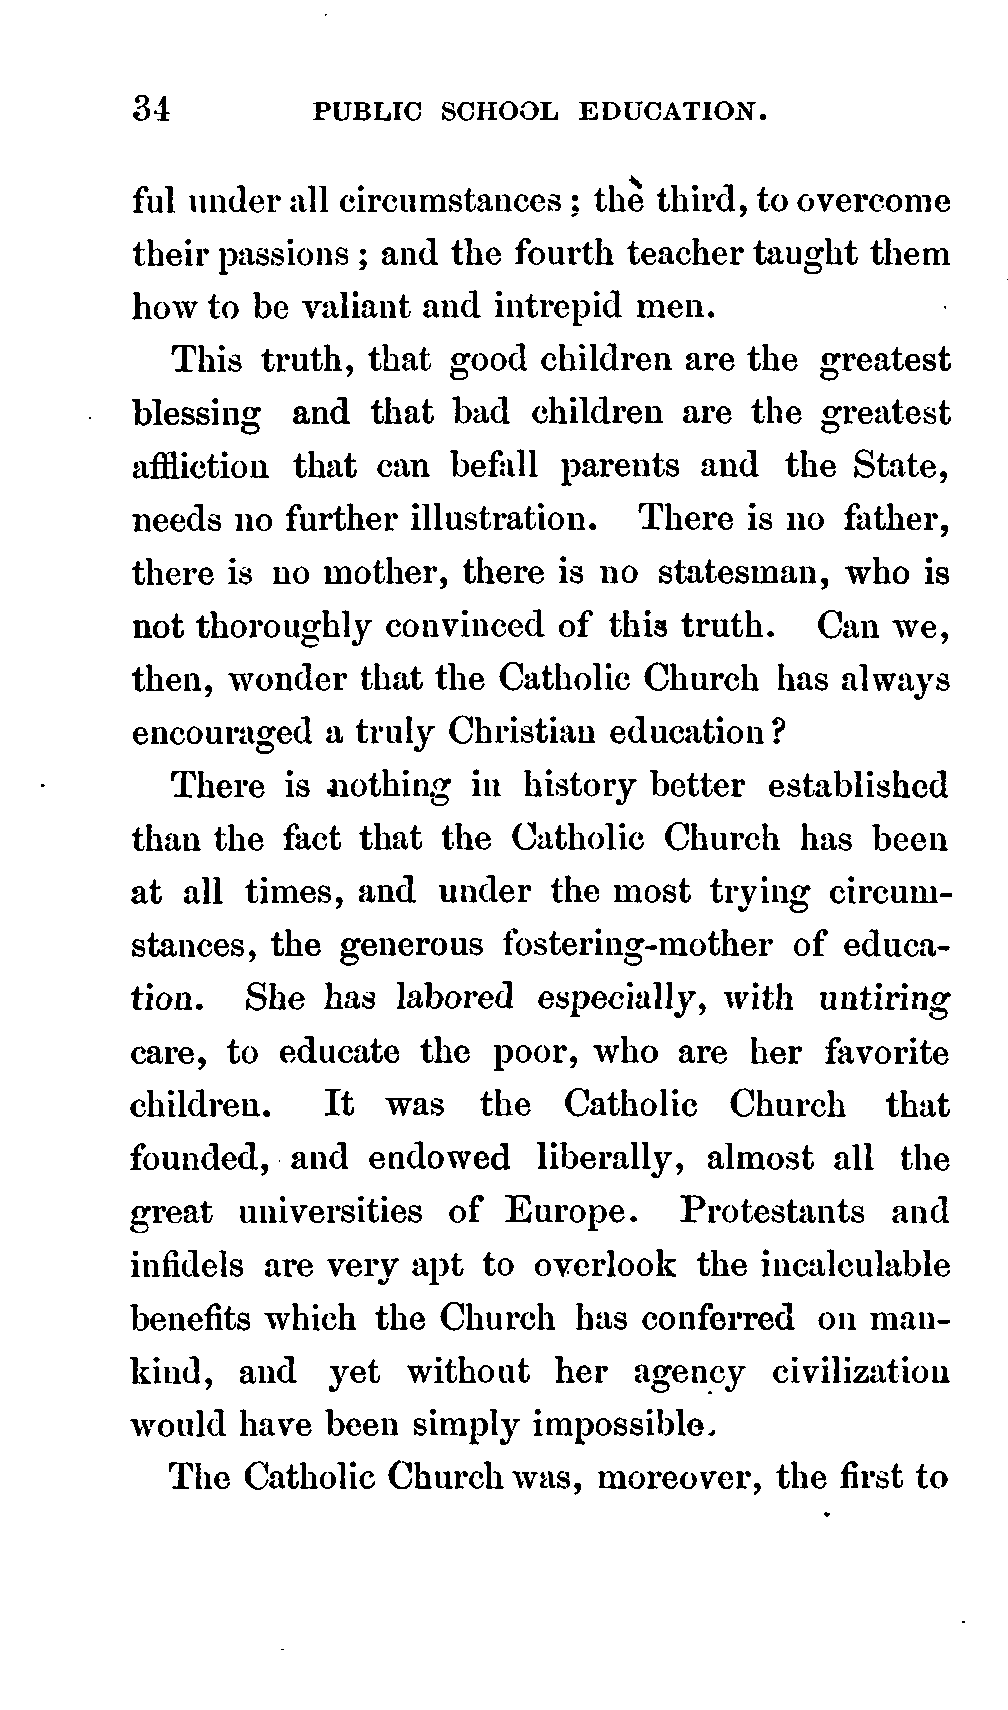 34 PUBLIC SCHOOL EDUCATION.
ful under all circumstances; the third, to overcome
their passions; and the fourth teacher taught them
how to be valiant and intrepid men.
This truth, that good children are the greatest
blessing and that bad children are the greatest
affliction that can befall parents and the State,
needs no further illustration. There is no father,
there is no mother, there is no statesman, who is
not thoroughly convinced of this truth. Can we,
then, wonder that the Catholic Church has always
encouraged a truly Christian education?
There is nothing in history better established
than the fact that the Catholic Church has been
at all times, and under the most trying circum-
stances, the generous fostering-mother of educa-
tion. She has labored especially, with untiring
care, to educate the poor, who are her favorite
children. It was the Catholic Church that
founded, and endowed liberally, almost all the
great universities of Europe. Protestants and
infidels are very apt to overlook the incalculable
benefits which the Church has conferred on man-
kind, and yet without her agency civilization
would have been simply impossible.
The Catholic Church was, moreover, the first to